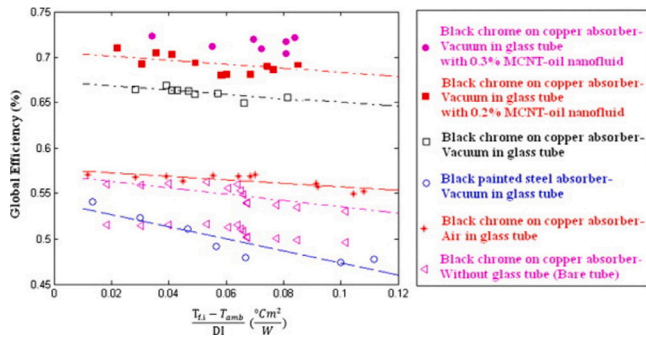 0.75
0.7
0.65
0.6
0.55
0.5
0.45
Global Efficiency (%)
0
0.02
0.04
0.06
0.08
0.1
0.12
T_{f.i} − T_{amb} / DI (°Cm² / W)
Black chrome on copper absorber-
Vacuum in glass tube
with 0.3% MCNT-oil nanofluid
Black chrome on copper absorber-
Vacuum in glass tube
with 0.2% MCNT-oil nanofluid
Black chrome on copper absorber-
Vacuum in glass tube
Black painted steel absorber-
Vacuum in glass tube
Black chrome on copper absorber-
Air in glass tube
Black chrome on copper absorber-
Without glass tube (Bare tube)